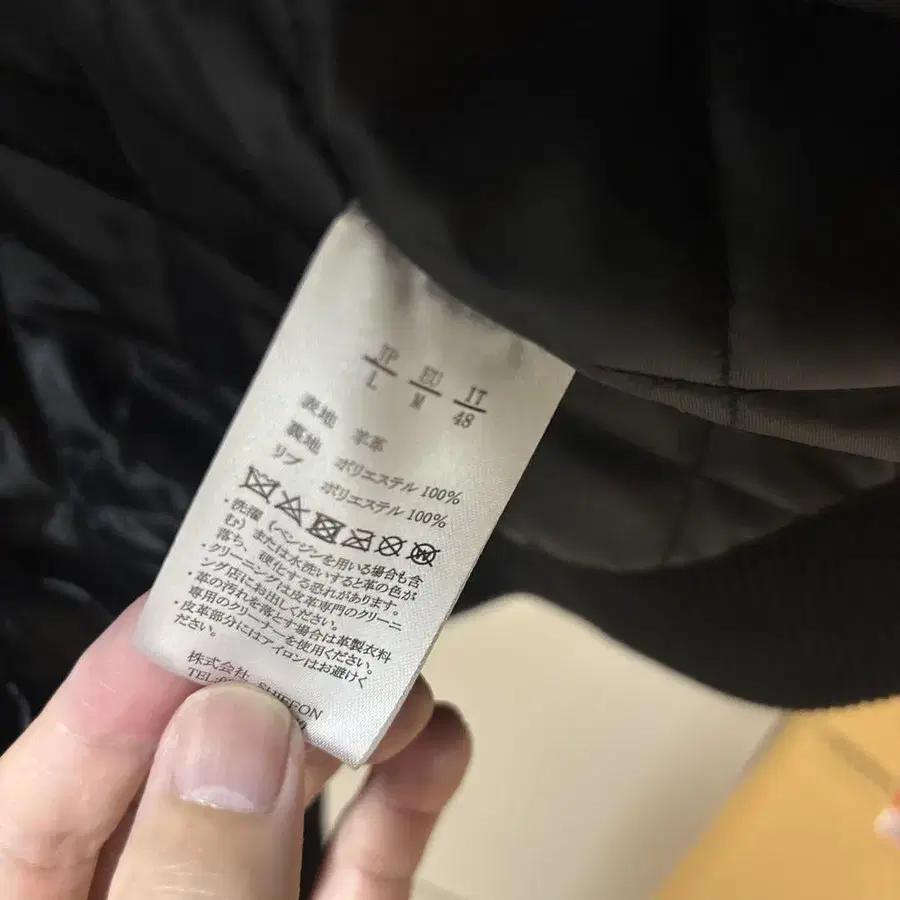 JP EU IT
L M 48
表地 羊革
裏地 ポリエステル 100%
リブ ポリエステル 100%
・洗濯（ベンジンを用いる場合も含
む）または水洗いすると革の色が
落ち、硬化する恐れがあります。
・クリーニングは皮革専門のクリーニ
ング店にお出しください。
・革の汚れを落とす場合は革製衣料
専用のクリーナーを使用ください。
・皮革部分にはアイロンはお避けく
ださい。
株式会社 SHIFFON
TEL:0